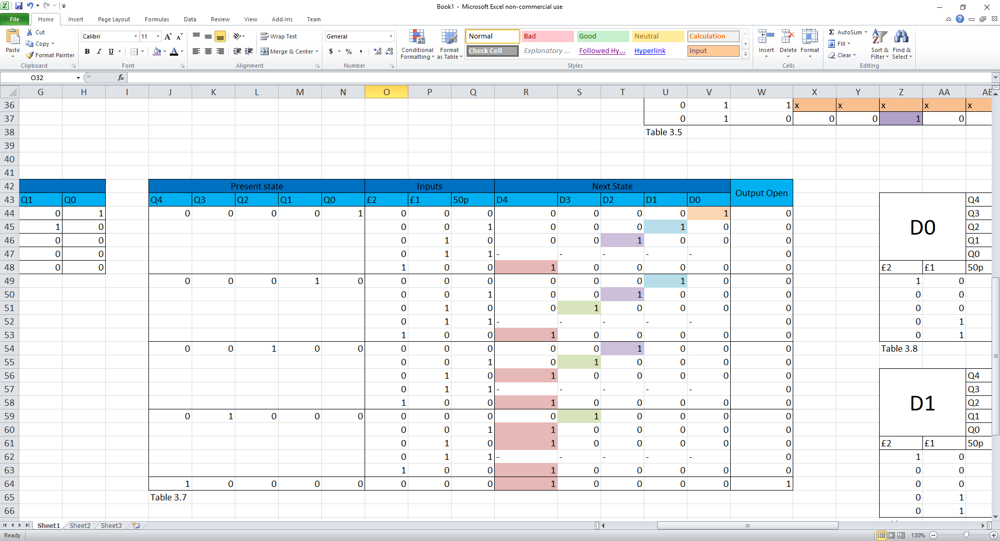 Book1 - Microsoft Excel non-commercial use
File Home Insert Page Layout Formulas Data Review View Add-Ins Team
Paste Cut Copy Format Painter Clipboard
Calibri 11 A A B I U A Font
Wrap Text Merge & Center Alignment
General $ % , Number
Conditional Formatting Format as Table
Normal Bad Good Neutral Calculation
Check Cell Explanatory ... Followed Hy... Hyperlink Input
Styles
Insert Delete Format Cells
Σ AutoSum Fill Clear Sort & Filter Find & Select Editing
O32 fx
G H I J K L M N O P Q R S T U V W X Y Z AA AB
36 0 1 1 x x x x x
37 0 1 0 0 0 1 0
38 Table 3.5
39
40
41
42 Present state Inputs Next State Output Open
43 Q1 Q0 Q4 Q3 Q2 Q1 Q0 £2 £1 50p D4 D3 D2 D1 D0 D0 Q4
44 0 1 0 0 0 0 1 0 0 0 0 0 0 0 1 0 Q3
45 1 0 0 0 1 0 0 0 1 0 0 Q2
46 0 0 0 1 0 0 0 1 0 0 0 Q1
47 0 0 0 1 1 - - - - - 0 Q0
48 0 0 1 0 0 1 0 0 0 0 0 £2 £1 50p
49 0 0 0 1 0 0 0 0 0 0 0 1 0 0 1 0
50 0 0 1 0 0 1 0 0 0 0 0
51 0 1 0 0 1 0 0 0 0 0 0
52 0 1 1 - - - - - 0 0 1
53 1 0 0 1 0 0 0 0 0 0 1
54 0 0 1 0 0 0 0 0 0 0 1 0 0 0 Table 3.8
55 0 0 1 0 1 0 0 0 0
56 0 1 0 1 0 0 0 0 0 D1 Q4
57 0 1 1 - - - - - 0 Q3
58 1 0 0 1 0 0 0 0 0 Q2
59 0 1 0 0 0 0 0 0 0 1 0 0 0 0 Q1
60 0 0 1 1 0 0 0 0 0 Q0
61 0 1 0 1 0 0 0 0 0 £2 £1 50p
62 0 1 1 - - - - - 0 1 0
63 1 0 0 1 0 0 0 0 0 0 0
64 1 0 0 0 0 0 0 0 1 0 0 0 0 1 0 0
65 Table 3.7 0 1
66 0 1
Sheet1 Sheet2 Sheet3
Ready 130%